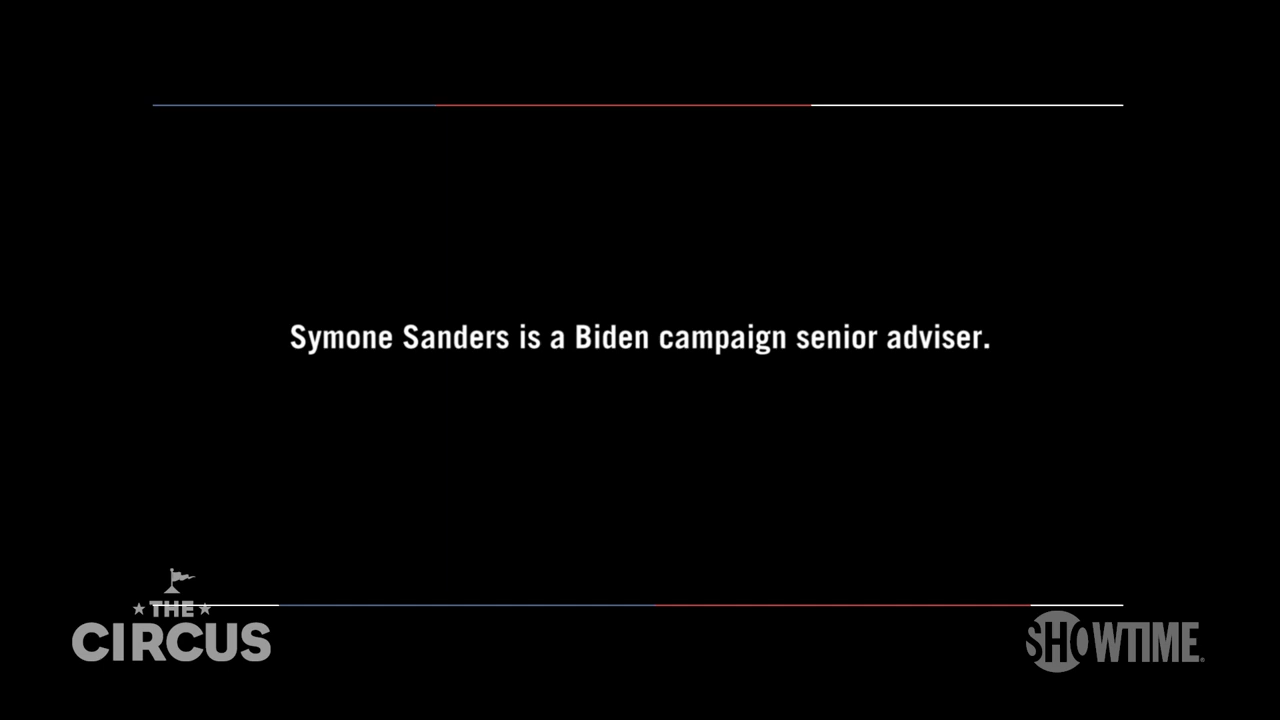 Symone Sanders is a Biden campaign senior adviser.
THE
CIRCUS
SHOWTIME